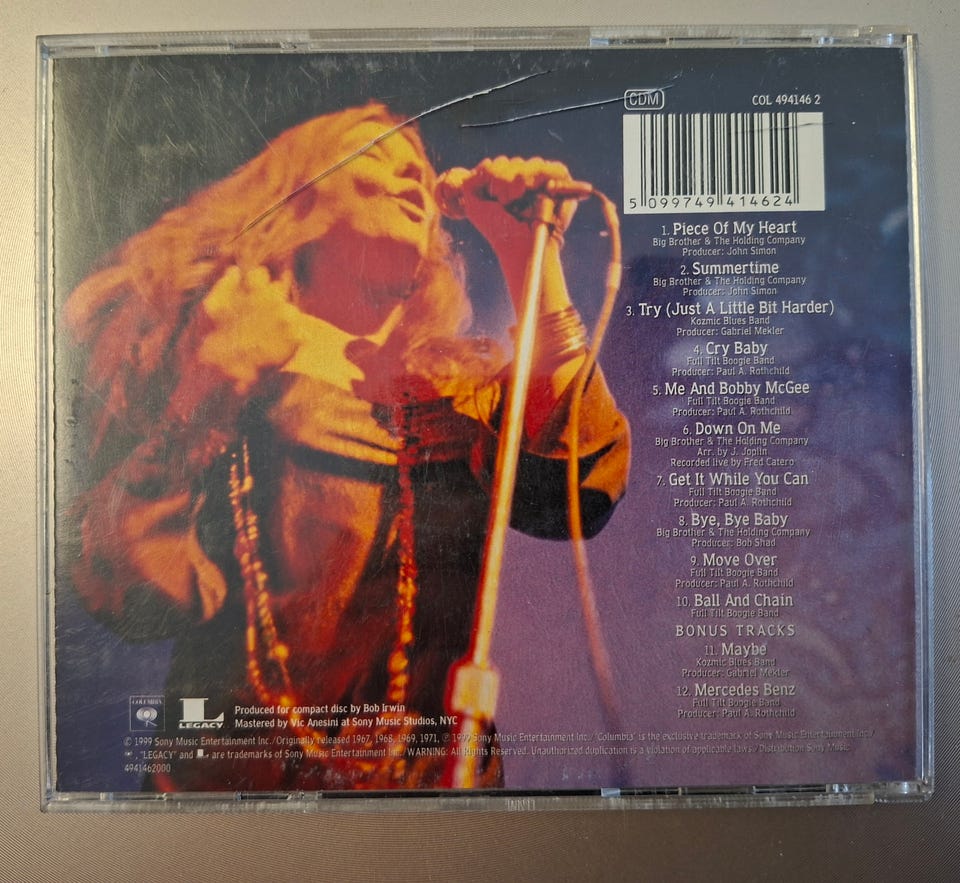 CDM
COL 494146 2
5 099749 414624
1. Piece Of My Heart
Big Brother & The Holding Company
Producer: John Simon
2. Summertime
Big Brother & The Holding Company
Producer: John Simon
3. Try (Just A Little Bit Harder)
Kozmic Blues Band
Producer: Gabriel Mekler
4. Cry Baby
Full Tilt Boogie Band
Producer: Paul A. Rothchild
5. Me And Bobby McGee
Full Tilt Boogie Band
Producer: Paul A. Rothchild
6. Down On Me
Big Brother & The Holding Company
Arr. by J. Joplin
Recorded live by Fred Catero
7. Get It While You Can
Full Tilt Boogie Band
Producer: Paul A. Rothchild
8. Bye, Bye Baby
Big Brother & The Holding Company
Producer: Bob Shad
9. Move Over
Full Tilt Boogie Band
Producer: Paul A. Rothchild
10. Ball And Chain
Full Tilt Boogie Band
BONUS TRACKS
11. Maybe
Kozmic Blues Band
Producer: Gabriel Mekler
12. Mercedes Benz
Full Tilt Boogie Band
Producer: Paul A. Rothchild
COLUMBIA
L
LEGACY
Produced for compact disc by Bob Irwin
Mastered by Vic Anesini at Sony Music Studios, NYC
© 1999 Sony Music Entertainment Inc./Originally released 1967, 1968, 1969, 1971, ℗ 1999 Sony Music Entertainment Inc./"Columbia" is the exclusive trademark of Sony Music Entertainment Inc./
, "LEGACY" and L are trademarks of Sony Music Entertainment Inc./ WARNING: All Rights Reserved. Unauthorized duplication is a violation of applicable laws./ Distribution Sony Music
4941462000